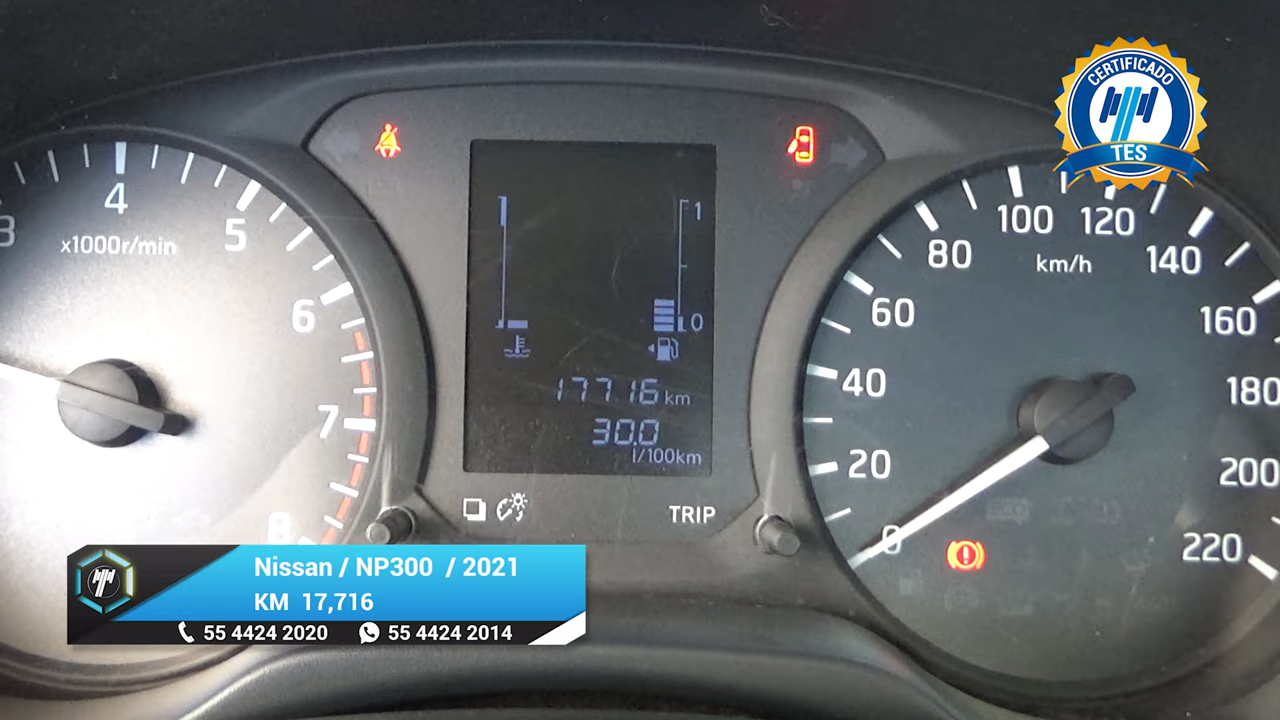 CERTIFICADO
TES
3
4
5
6
7
8
x1000r/min
1
0
17716 km
30.0
l/100km
TRIP
0
20
40
60
80
100
120
140
160
180
200
220
km/h
Nissan / NP300 / 2021
KM 17,716
55 4424 2020 55 4424 2014